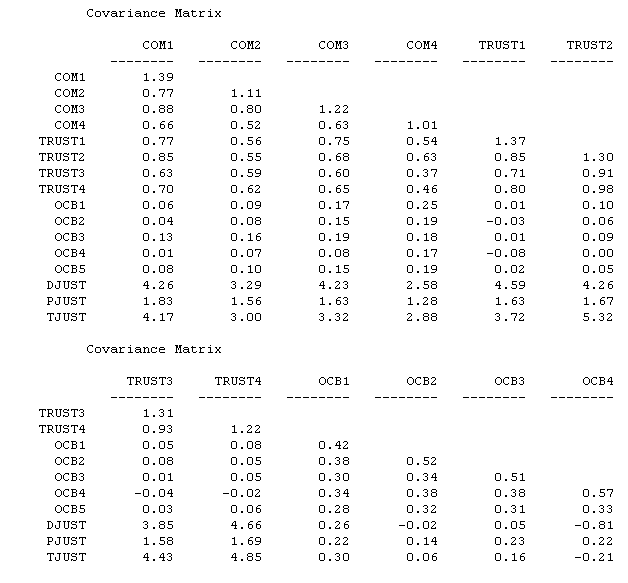 Covariance Matrix
COM1 COM2 COM3 COM4 TRUST1 TRUST2
-------- -------- -------- -------- -------- --------
COM1 1.39
COM2 0.77 1.11
COM3 0.88 0.80 1.22
COM4 0.66 0.52 0.63 1.01
TRUST1 0.77 0.56 0.75 0.54 1.37
TRUST2 0.85 0.55 0.68 0.63 0.85 1.30
TRUST3 0.63 0.59 0.60 0.37 0.71 0.91
TRUST4 0.70 0.62 0.65 0.46 0.80 0.98
OCB1 0.06 0.09 0.17 0.25 0.01 0.10
OCB2 0.04 0.08 0.15 0.19 -0.03 0.06
OCB3 0.13 0.16 0.19 0.18 0.01 0.09
OCB4 0.01 0.07 0.08 0.17 -0.08 0.00
OCB5 0.08 0.10 0.15 0.19 0.02 0.05
DJUST 4.26 3.29 4.23 2.58 4.59 4.26
PJUST 1.83 1.56 1.63 1.28 1.63 1.67
TJUST 4.17 3.00 3.32 2.88 3.72 5.32
Covariance Matrix
TRUST3 TRUST4 OCB1 OCB2 OCB3 OCB4
-------- -------- -------- -------- -------- --------
TRUST3 1.31
TRUST4 0.93 1.22
OCB1 0.05 0.08 0.42
OCB2 0.08 0.05 0.38 0.52
OCB3 0.01 0.05 0.30 0.34 0.51
OCB4 -0.04 -0.02 0.34 0.38 0.38 0.57
OCB5 0.03 0.06 0.28 0.32 0.31 0.33
DJUST 3.85 4.66 0.26 -0.02 0.05 -0.81
PJUST 1.58 1.69 0.22 0.14 0.23 0.22
TJUST 4.43 4.85 0.30 0.06 0.16 -0.21